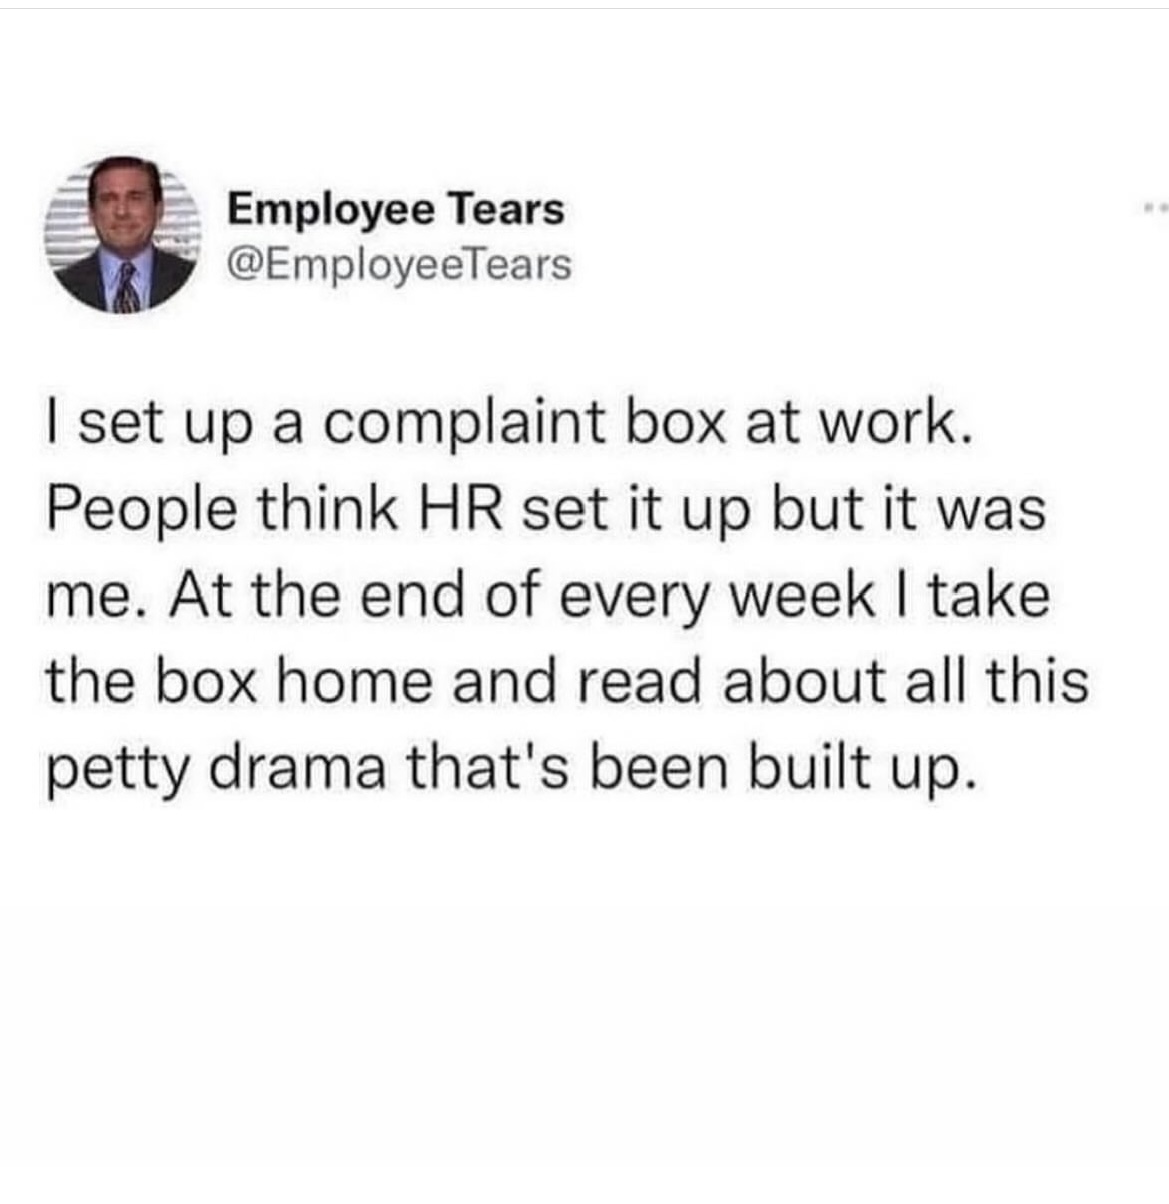 Employee Tears
@EmployeeTears
I set up a complaint box at work.
People think HR set it up but it was
me. At the end of every week I take
the box home and read about all this
petty drama that's been built up.